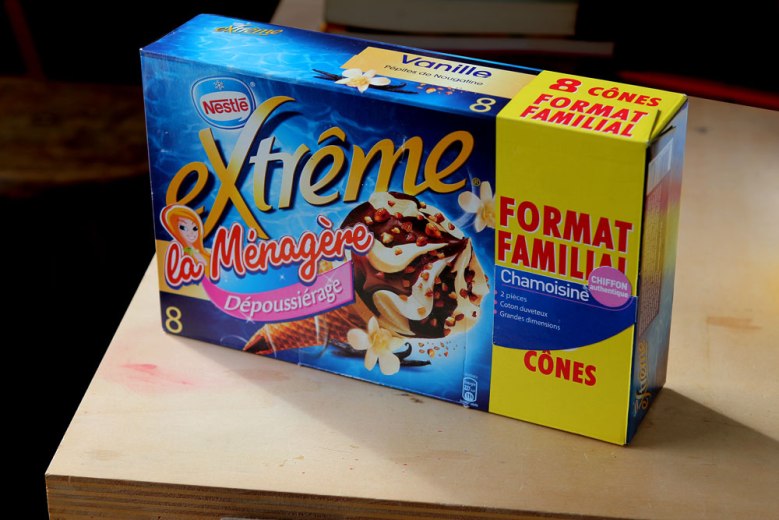 eXtrême
Vanille
Pépites de Nougatine
8
8 CÔNES
FORMAT
FAMILIAL
Nestlé
eXtrême
la Ménagère
Dépoussiérage
8
FORMAT
FAMILIAL
Chamoisine
CHIFFON
authentique
• 2 pièces
• Coton duveteux
• Grandes dimensions
CÔNES